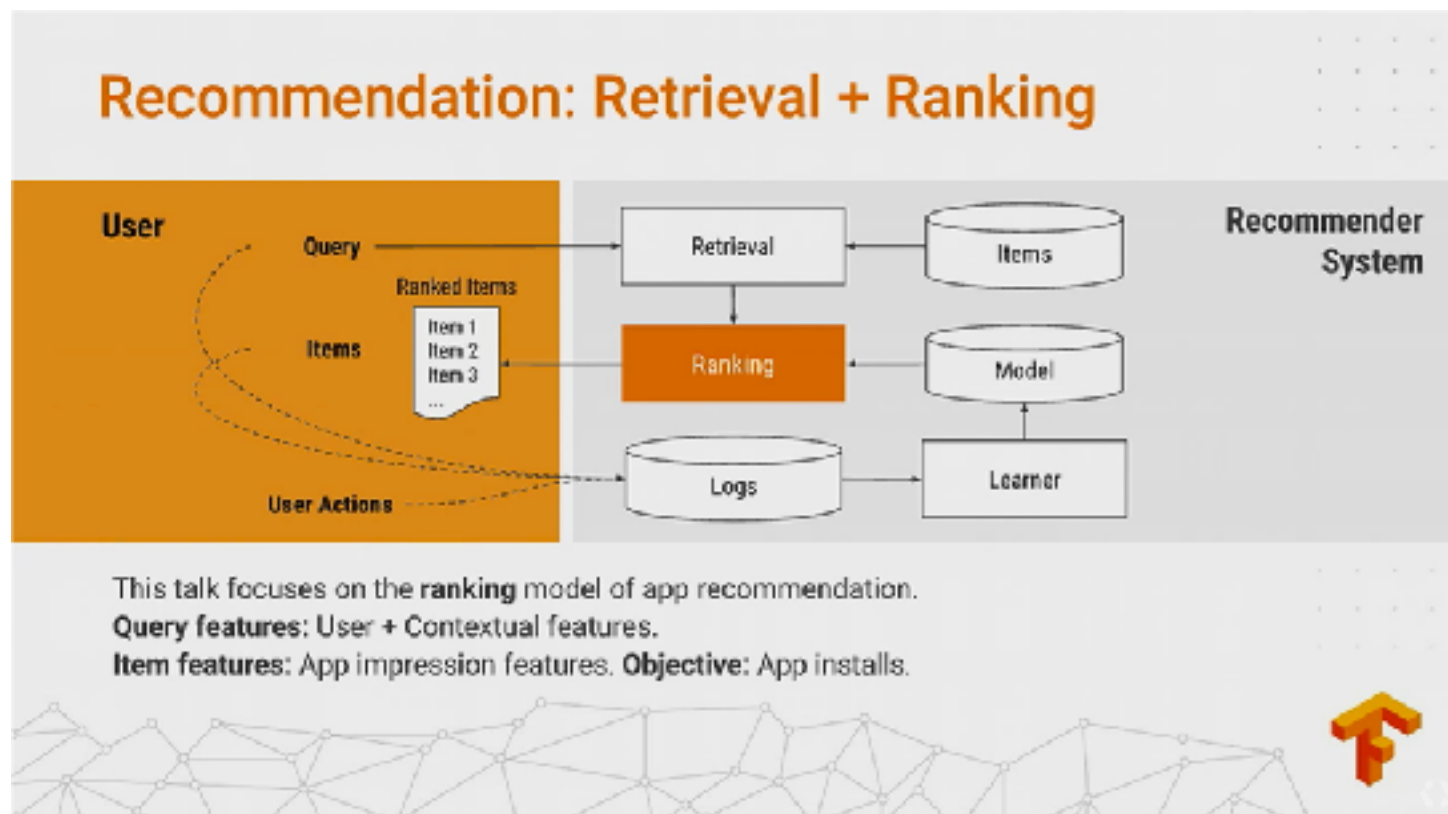 Recommendation: Retrieval + Ranking
User
Recommender
System
Query
Retrieval
Items
Ranked Items
Item 1
Item 2
Item 3
...
Items
Ranking
Model
User Actions
Logs
Learner
This talk focuses on the ranking model of app recommendation.
Query features: User + Contextual features.
Item features: App impression features. Objective: App installs.